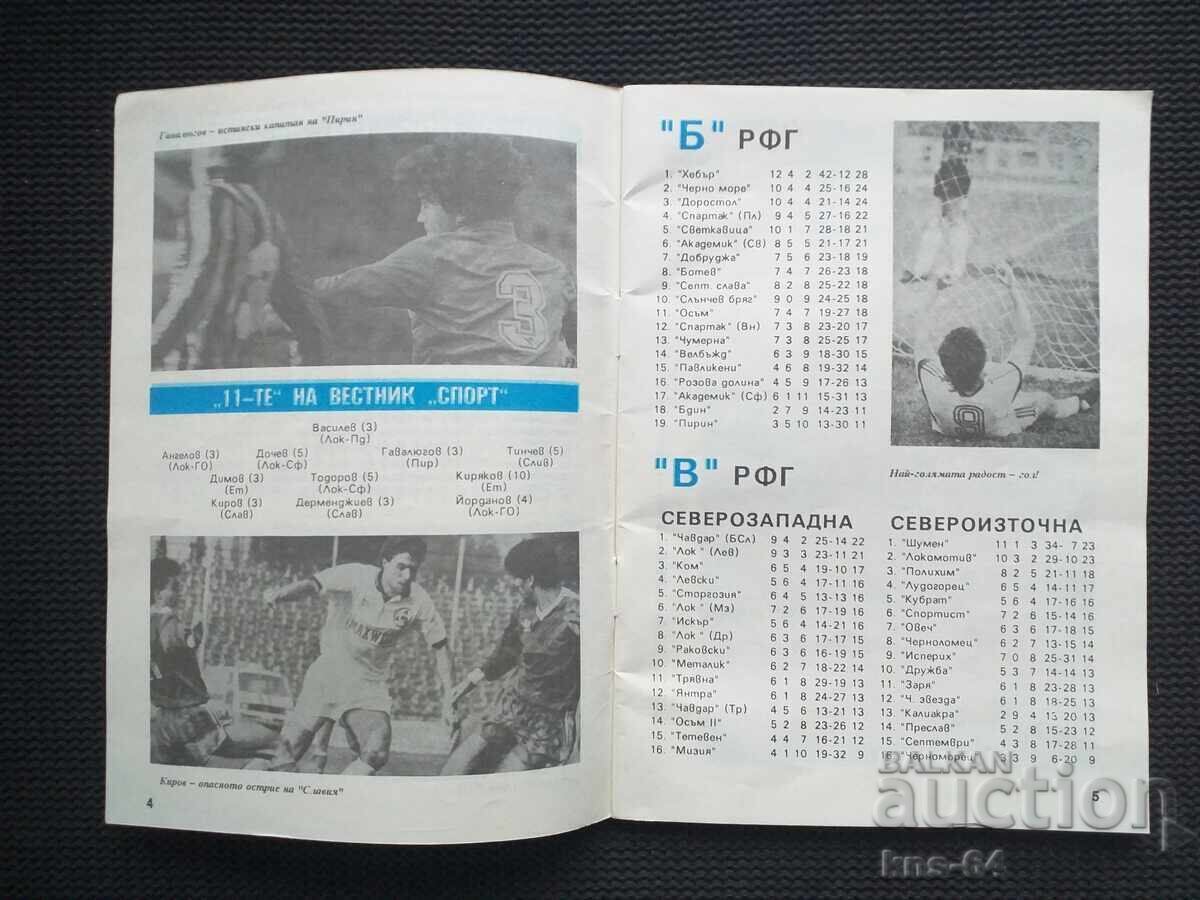 Гавалюгов – истински капитан на "Пирин"
3
„11–ТЕ“ НА ВЕСТНИК „СПОРТ“
Василев (3)
(Лок-Пд)
Ангелов (3) Дочев (5) Гавалюгов (3) Тинчев (5)
(Лок-ГО) (Лок-Сф) (Пир) (Слив)
Димов (3) Тодоров (5) Киряков (10)
(Ет) (Лок-Сф) (Ет)
Киров (3) Дерменджиев (3) Йорданов (4)
(Слав) (Слав) (Лок-ГО)
Киров – опасното острие на "Славия"
4
"Б" РФГ
1. "Хебър" 12 4 2 42-12 28
2. "Черно море" 10 4 4 25-16 24
3. "Доростол" 10 4 4 21-14 24
4. "Спартак" (Пл) 9 4 5 27-16 22
5. "Светкавица" 10 1 7 28-18 21
6. "Академик" (Св) 8 5 5 21-17 21
7. "Добруджа" 7 5 6 23-18 19
8. "Ботев" 7 4 7 26-23 18
9. "Септ. слава" 8 2 8 25-25 18
10. "Слънчев бряг" 9 0 9 24-25 18
11. "Осъм" 7 4 7 19-27 18
12. "Спартак" (Вн) 7 3 8 23-20 17
13. "Чумерна" 7 3 8 25-25 17
14. "Велбъжд" 6 3 9 18-30 15
15. "Павликени" 4 6 8 19-32 14
16. "Розова долина" 4 5 9 17-26 13
17. "Академик" (Сф) 6 1 11 15-31 13
18. "Бдин" 2 7 9 14-23 11
19. "Пирин" 3 5 10 13-30 11
9
Най-голямата радост – гол!
"В" РФГ
СЕВЕРОЗАПАДНА
1. "Чавдар" (БСл) 9 4 2 25-14 22
2. "Лок" (Лев) 9 3 3 23-11 21
3. "Ком" 6 5 4 19-10 17
4. "Левски" 5 6 4 17-11 16
5. "Сторгозия" 6 4 5 13-13 16
6. "Лок" (Мз) 7 2 6 17-19 16
7. "Искър" 5 6 4 14-21 16
8. "Лок" (Др) 6 3 6 17-17 15
9. "Раковски" 6 3 6 16-19 15
10. "Металик" 6 2 7 18-22 14
11. "Трявна" 6 1 8 29-19 13
12. "Янтра" 6 1 8 24-27 13
13. "Чавдар" (Тр) 4 5 6 13-21 13
14. "Осъм II" 5 2 8 23-26 12
15. "Тетевен" 4 4 7 16-21 12
16. "Мизия" 4 1 10 19-32 9
СЕВЕРОИЗТОЧНА
1. "Шумен" 11 1 3 34- 7 23
2. "Локомотив" 10 3 2 29-10 23
3. "Полихим" 8 2 5 21-11 18
4. "Лудогорец" 6 5 4 14-11 17
5. "Кубрат" 5 6 4 17-16 16
6. "Спортист" 7 1 7 17-15 15
7. "Овеч" 6 3 6 17-18 15
8. "Черноломец" 6 2 7 13-15 14
9. "Исперих" 7 0 8 25-31 14
10. "Дружба" 5 3 7 14-14 13
11. "Заря" 6 1 8 23-28 13
12. "Ч. звезда" 6 1 8 18-25 13
13. "Калиакра" 2 9 4 13-20 13
14. "Преслав" 5 2 8 15-23 12
15. "Септември" 4 3 8 17-28 11
16. "Черноморец" 3 3 9 6-20 9
5
BALKAN
auction
kns-64